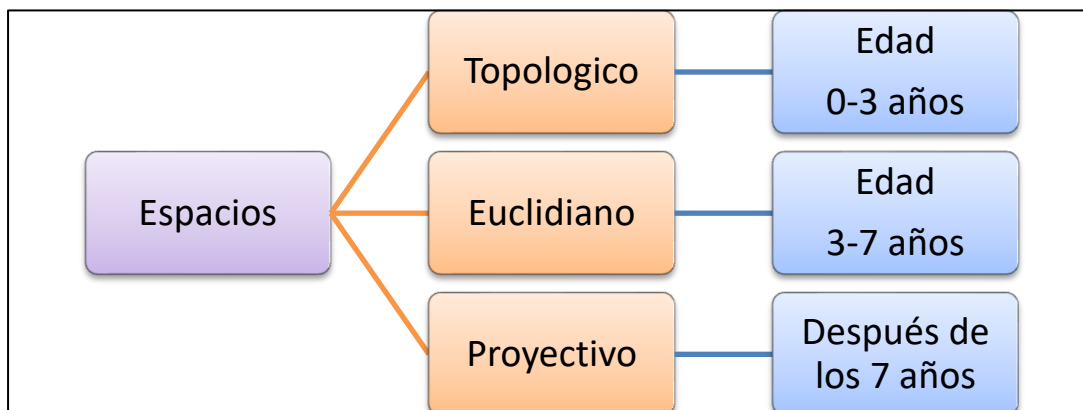 Espacios
Topologico
Edad
0-3 años
Euclidiano
Edad
3-7 años
Proyectivo
Después de
los 7 años